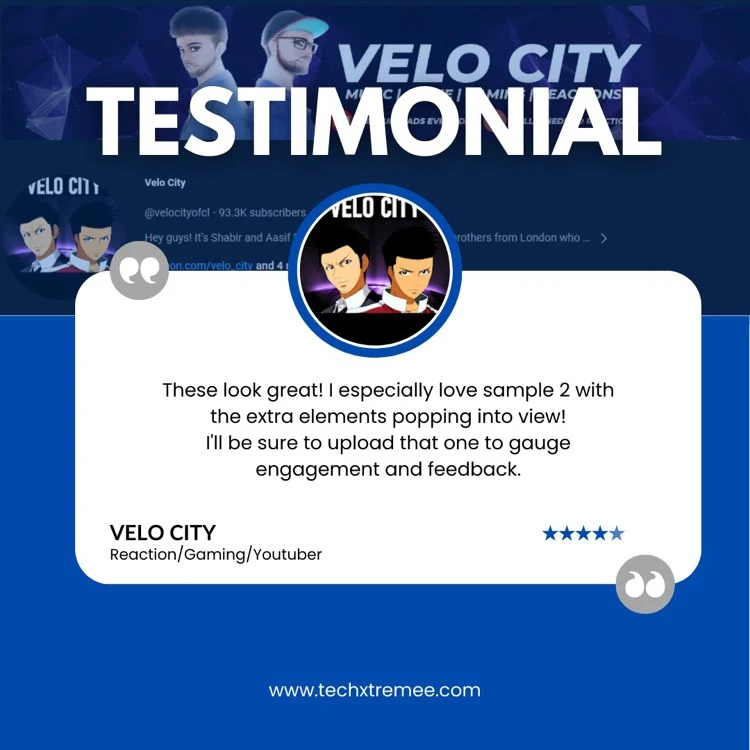 VELO CITY
TESTIMONIAL
VELO CITY
Velo City
@velocityofcl · 93.3K subscribers
VELO CITY
Hey guys! It's Shabir and Aasif
brothers from London who ...
on.com/velo_city and 4
These look great! I especially love sample 2 with
the extra elements popping into view!
I'll be sure to upload that one to gauge
engagement and feedback.
VELO CITY
Reaction/Gaming/Youtuber
www.techxtremee.com